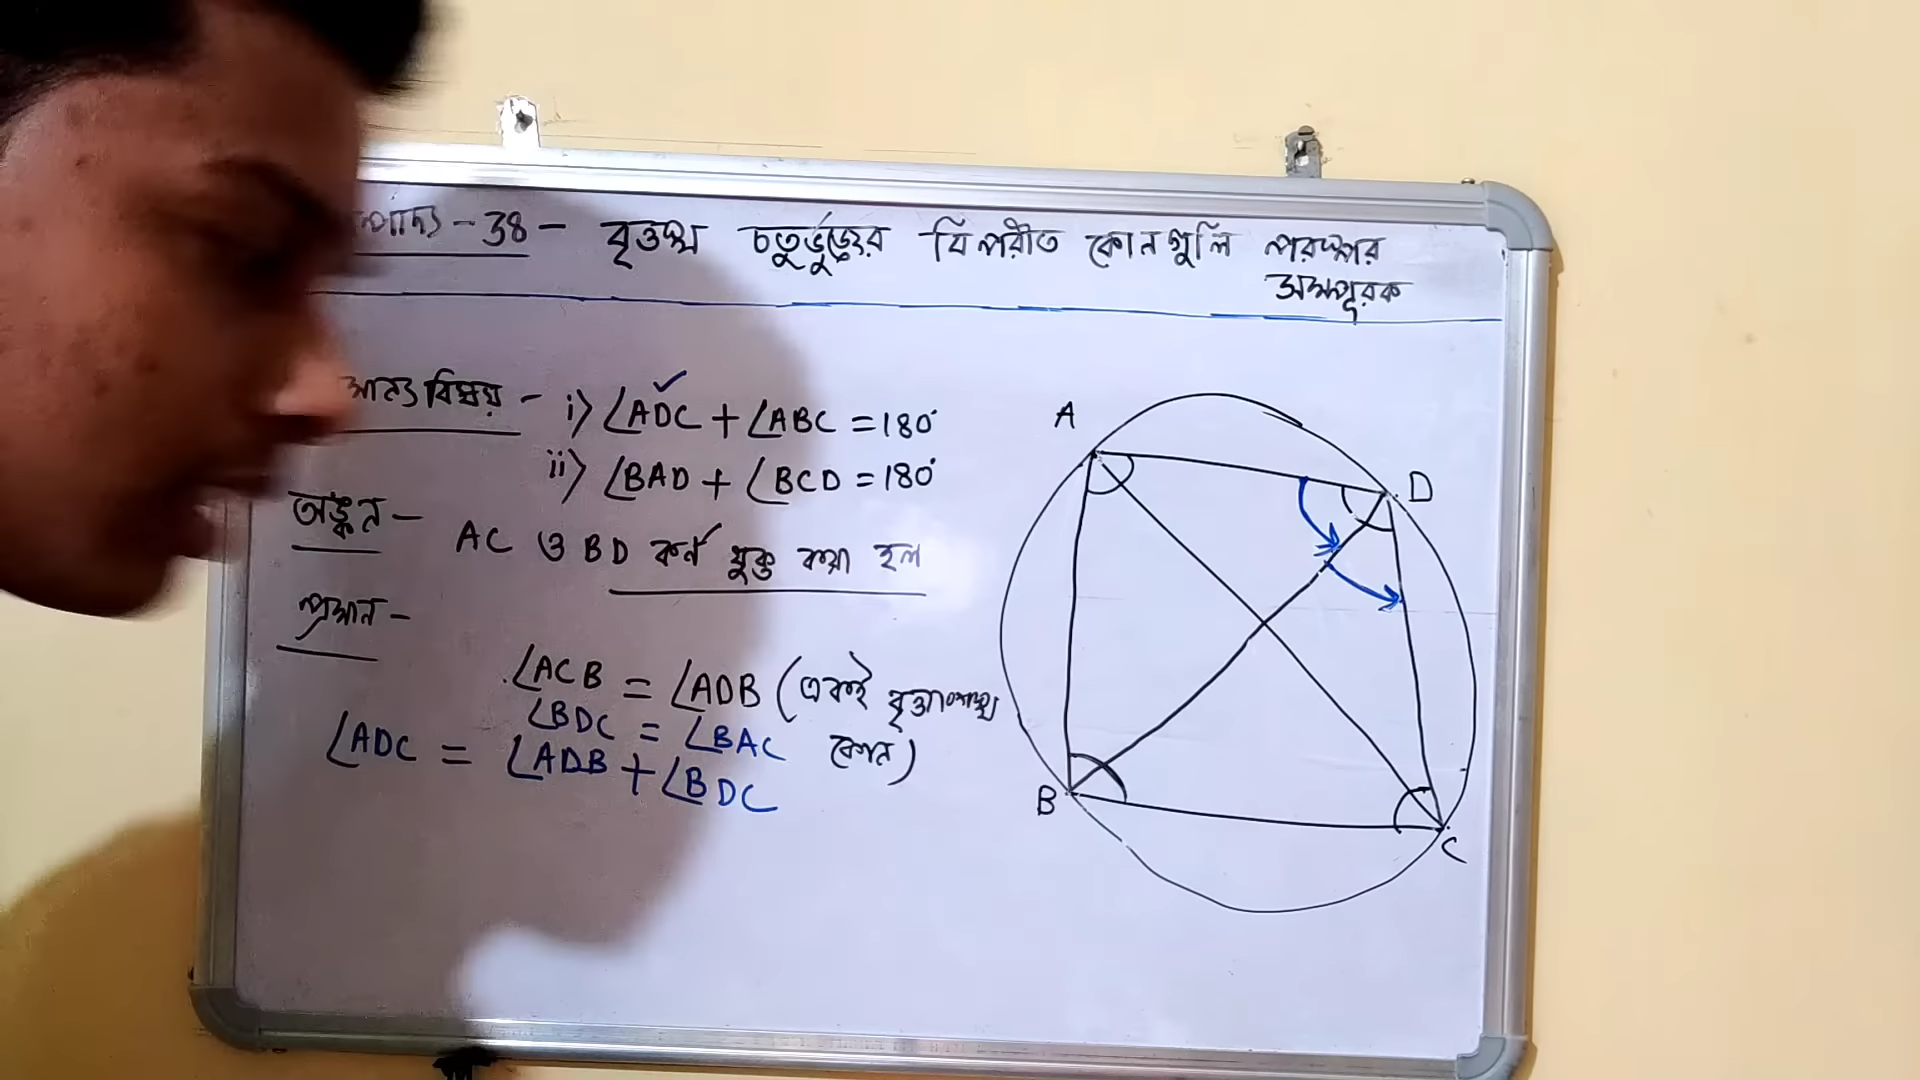 - 38 - বৃত্তস্থ চতুর্ভুজের বিপরীত কোনগুলি পরস্পর
সম্পূরক
বিষয় - i) ∠ADC + ∠ABC = 180°
ii) ∠BAD + ∠BCD = 180°
অঙ্কন - AC ও BD কর্ন যুক্ত করা হল
প্রমান -
∠ACB = ∠ADB (একই বৃত্তাংশস্থ
∠BDC = ∠BAC কোন)
∠ADC = ∠ADB + ∠BDC
A
D
B
C